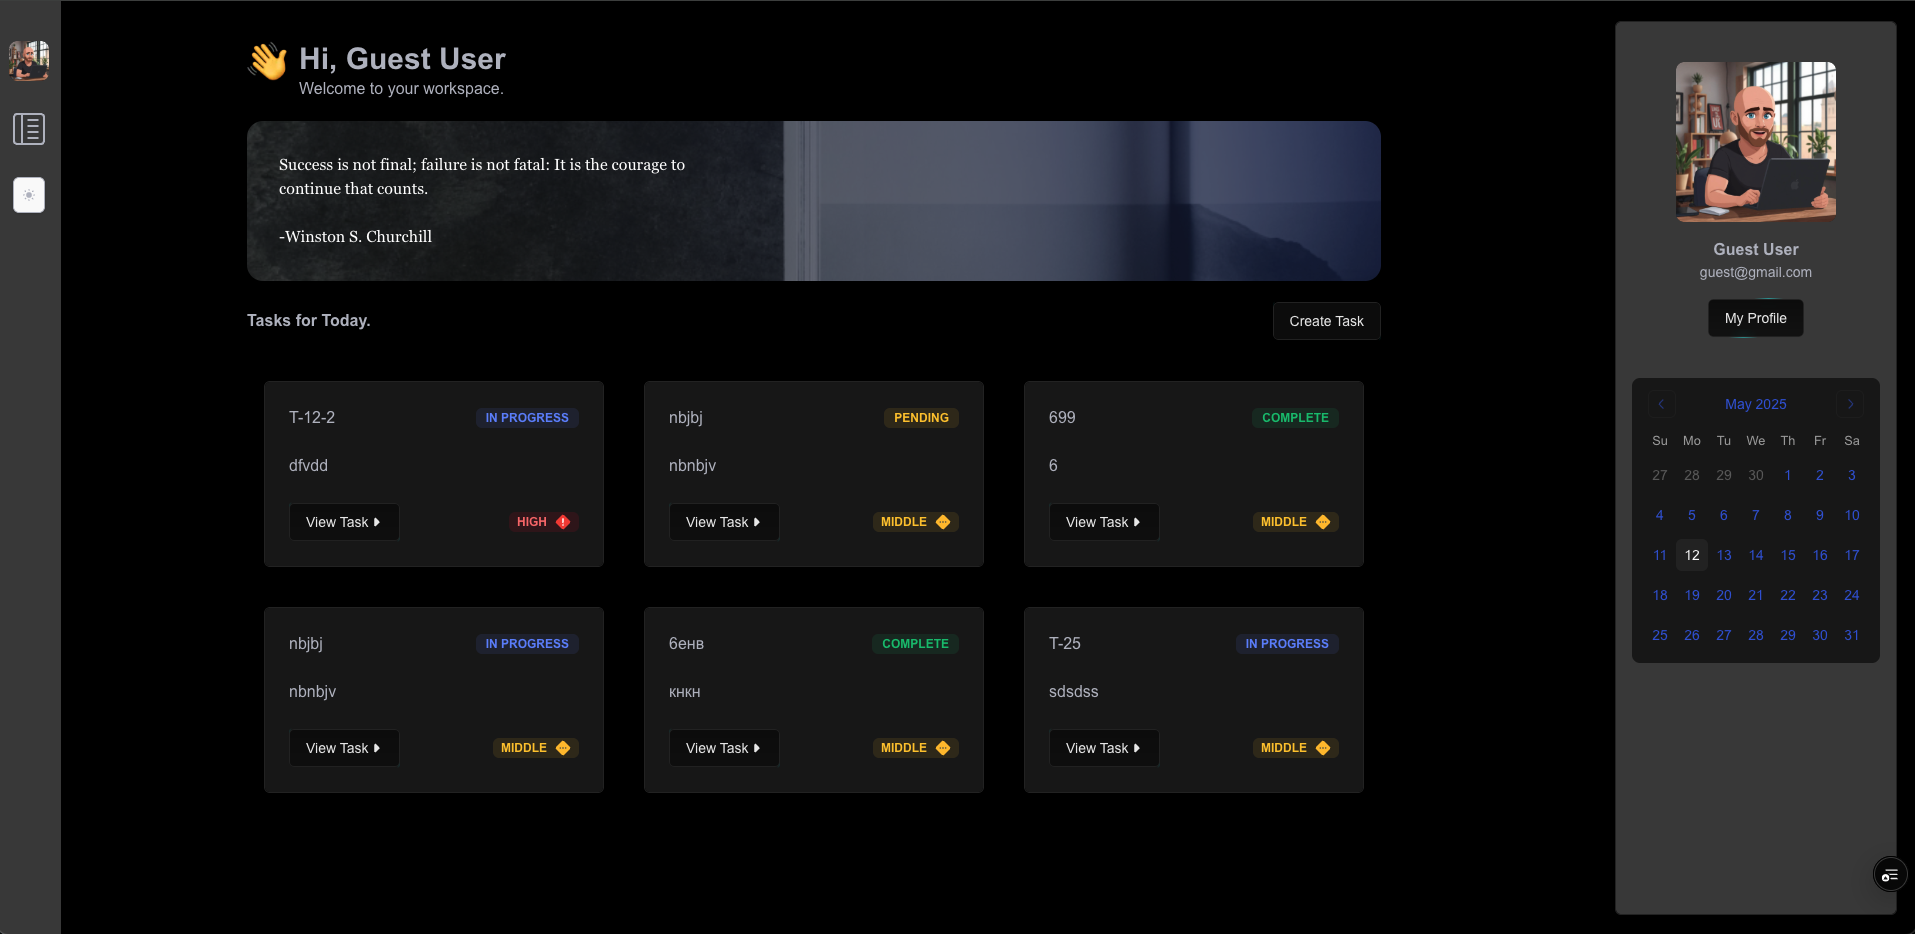 Hi, Guest User
Welcome to your workspace.
Success is not final; failure is not fatal: It is the courage to
continue that counts.
-Winston S. Churchill
Tasks for Today.
Create Task
T-12-2
IN PROGRESS
dfvdd
View Task
HIGH
nbjbj
PENDING
nbnbjv
View Task
MIDDLE
699
COMPLETE
6
View Task
MIDDLE
nbjbj
IN PROGRESS
nbnbjv
View Task
MIDDLE
6енв
COMPLETE
кнкн
View Task
MIDDLE
T-25
IN PROGRESS
sdsdss
View Task
MIDDLE
Guest User
guest@gmail.com
My Profile
May 2025
Su Mo Tu We Th Fr Sa
27 28 29 30 1 2 3
4 5 6 7 8 9 10
11 12 13 14 15 16 17
18 19 20 21 22 23 24
25 26 27 28 29 30 31